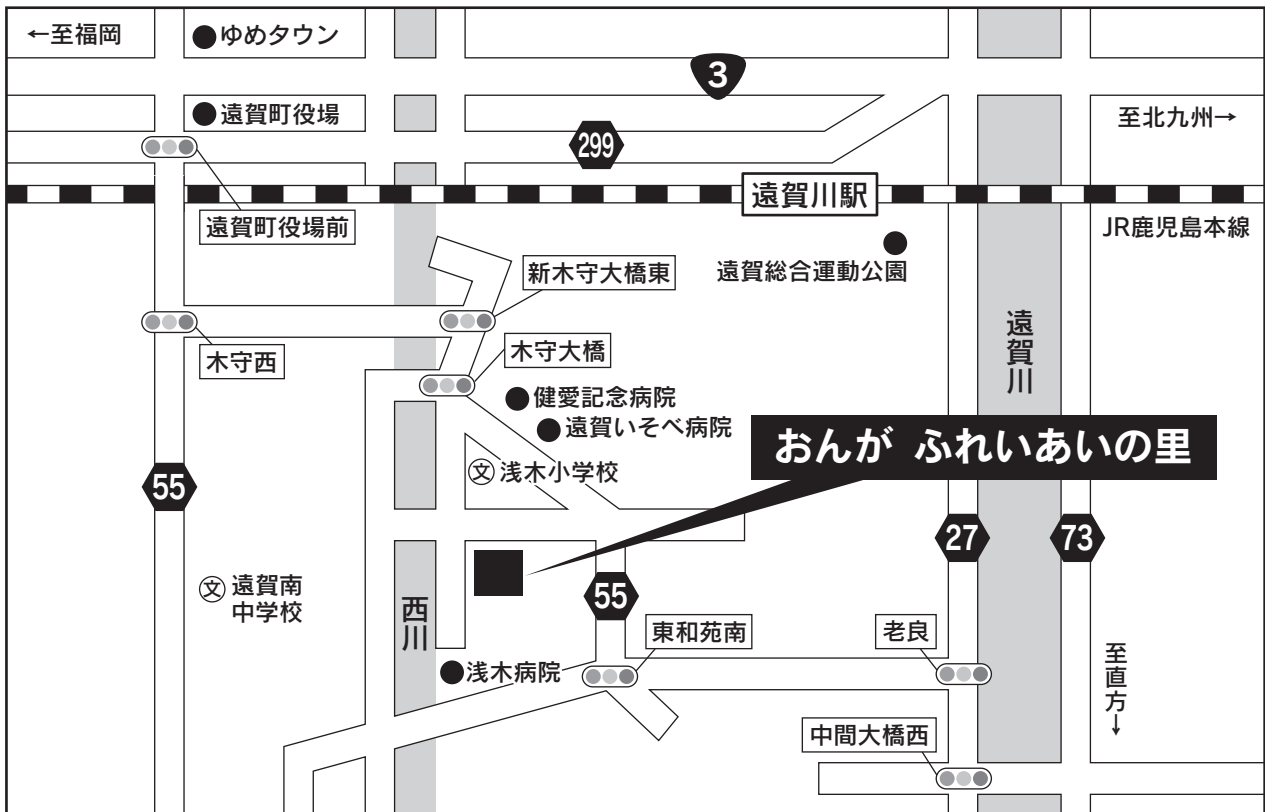 ←至福岡
ゆめタウン
3
遠賀町役場
299
至北九州→
遠賀川駅
遠賀町役場前
JR鹿児島本線
新木守大橋東
遠賀総合運動公園
木守西
木守大橋
遠賀川
健愛記念病院
遠賀いそべ病院
おんが ふれいあいの里
文 浅木小学校
55
27
73
文 遠賀南
中学校
西川
55
東和苑南
老良
浅木病院
至直方→
中間大橋西